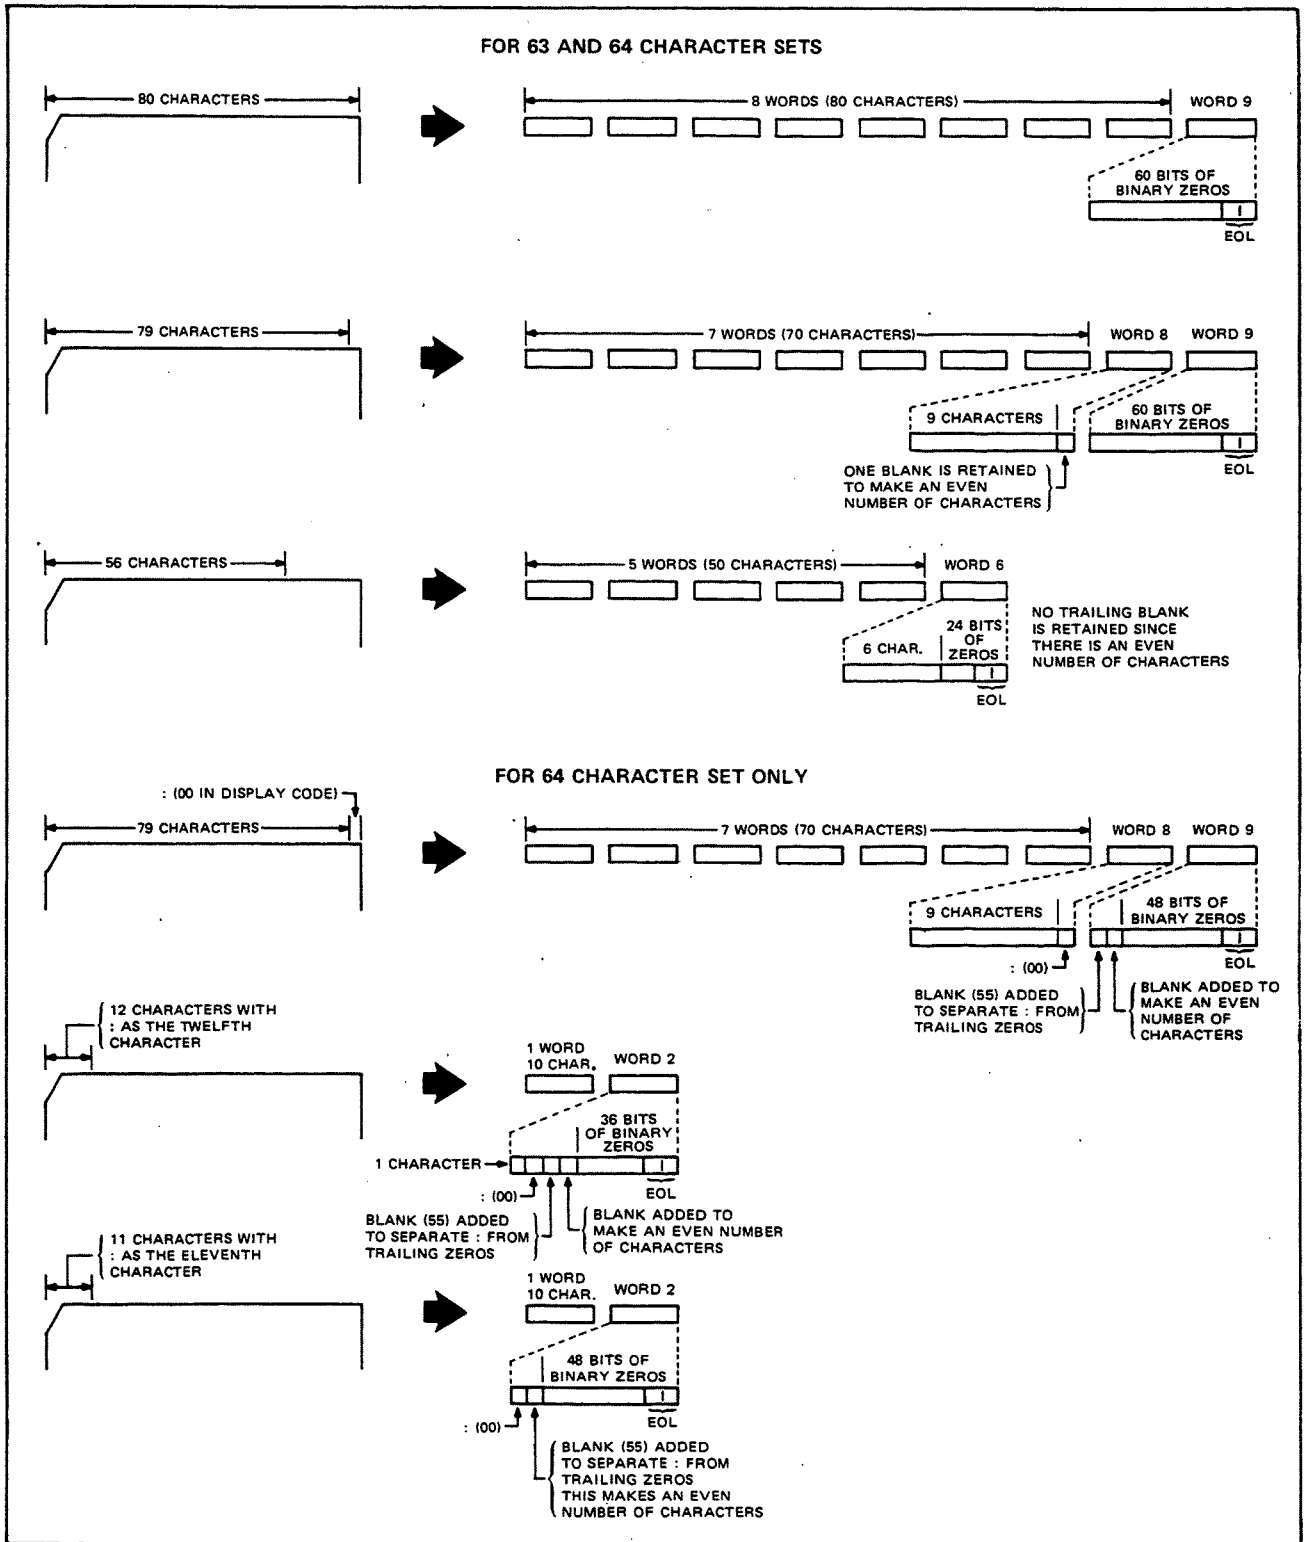 FOR 63 AND 64 CHARACTER SETS
80 CHARACTERS
8 WORDS (80 CHARACTERS)
WORD 9
60 BITS OF
BINARY ZEROS
EOL
79 CHARACTERS
7 WORDS (70 CHARACTERS)
WORD 8
WORD 9
9 CHARACTERS
60 BITS OF
BINARY ZEROS
EOL
ONE BLANK IS RETAINED
TO MAKE AN EVEN
NUMBER OF CHARACTERS
56 CHARACTERS
5 WORDS (50 CHARACTERS)
WORD 6
6 CHAR.
24 BITS
OF
ZEROS
EOL
NO TRAILING BLANK
IS RETAINED SINCE
THERE IS AN EVEN
NUMBER OF CHARACTERS
FOR 64 CHARACTER SET ONLY
: (00 IN DISPLAY CODE)
79 CHARACTERS
7 WORDS (70 CHARACTERS)
WORD 8
WORD 9
9 CHARACTERS
48 BITS OF
BINARY ZEROS
: (00)
EOL
BLANK (55) ADDED
TO SEPARATE : FROM
TRAILING ZEROS
BLANK ADDED TO
MAKE AN EVEN
NUMBER OF
CHARACTERS
12 CHARACTERS WITH
: AS THE TWELFTH
CHARACTER
1 WORD
10 CHAR.
WORD 2
36 BITS
OF BINARY
ZEROS
1 CHARACTER
: (00)
EOL
BLANK (55) ADDED
TO SEPARATE : FROM
TRAILING ZEROS
BLANK ADDED TO
MAKE AN EVEN NUMBER
OF CHARACTERS
11 CHARACTERS WITH
: AS THE ELEVENTH
CHARACTER
1 WORD
10 CHAR.
WORD 2
48 BITS OF
BINARY ZEROS
: (00)
EOL
BLANK (55) ADDED
TO SEPARATE : FROM
TRAILING ZEROS
THIS MAKES AN EVEN
NUMBER OF CHARACTERS